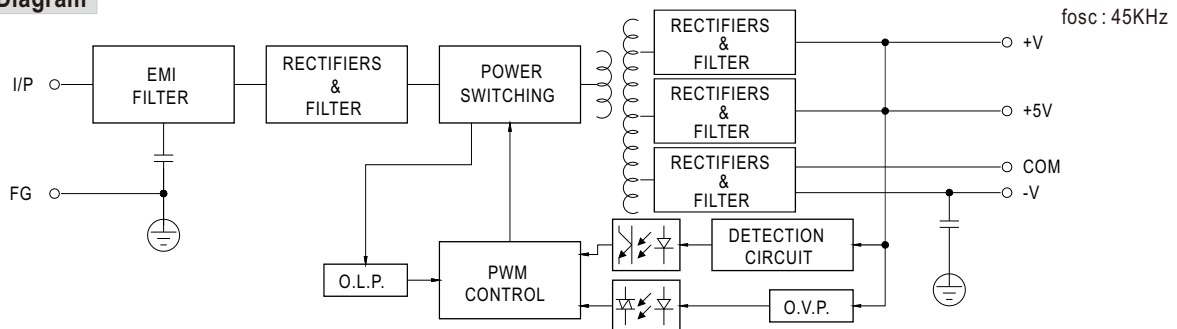 Diagram
fosc : 45KHz
I/P
EMI
FILTER
RECTIFIERS
&
FILTER
POWER
SWITCHING
RECTIFIERS
&
FILTER
+V
RECTIFIERS
&
FILTER
+5V
RECTIFIERS
&
FILTER
COM
-V
FG
O.L.P.
PWM
CONTROL
DETECTION
CIRCUIT
O.V.P.